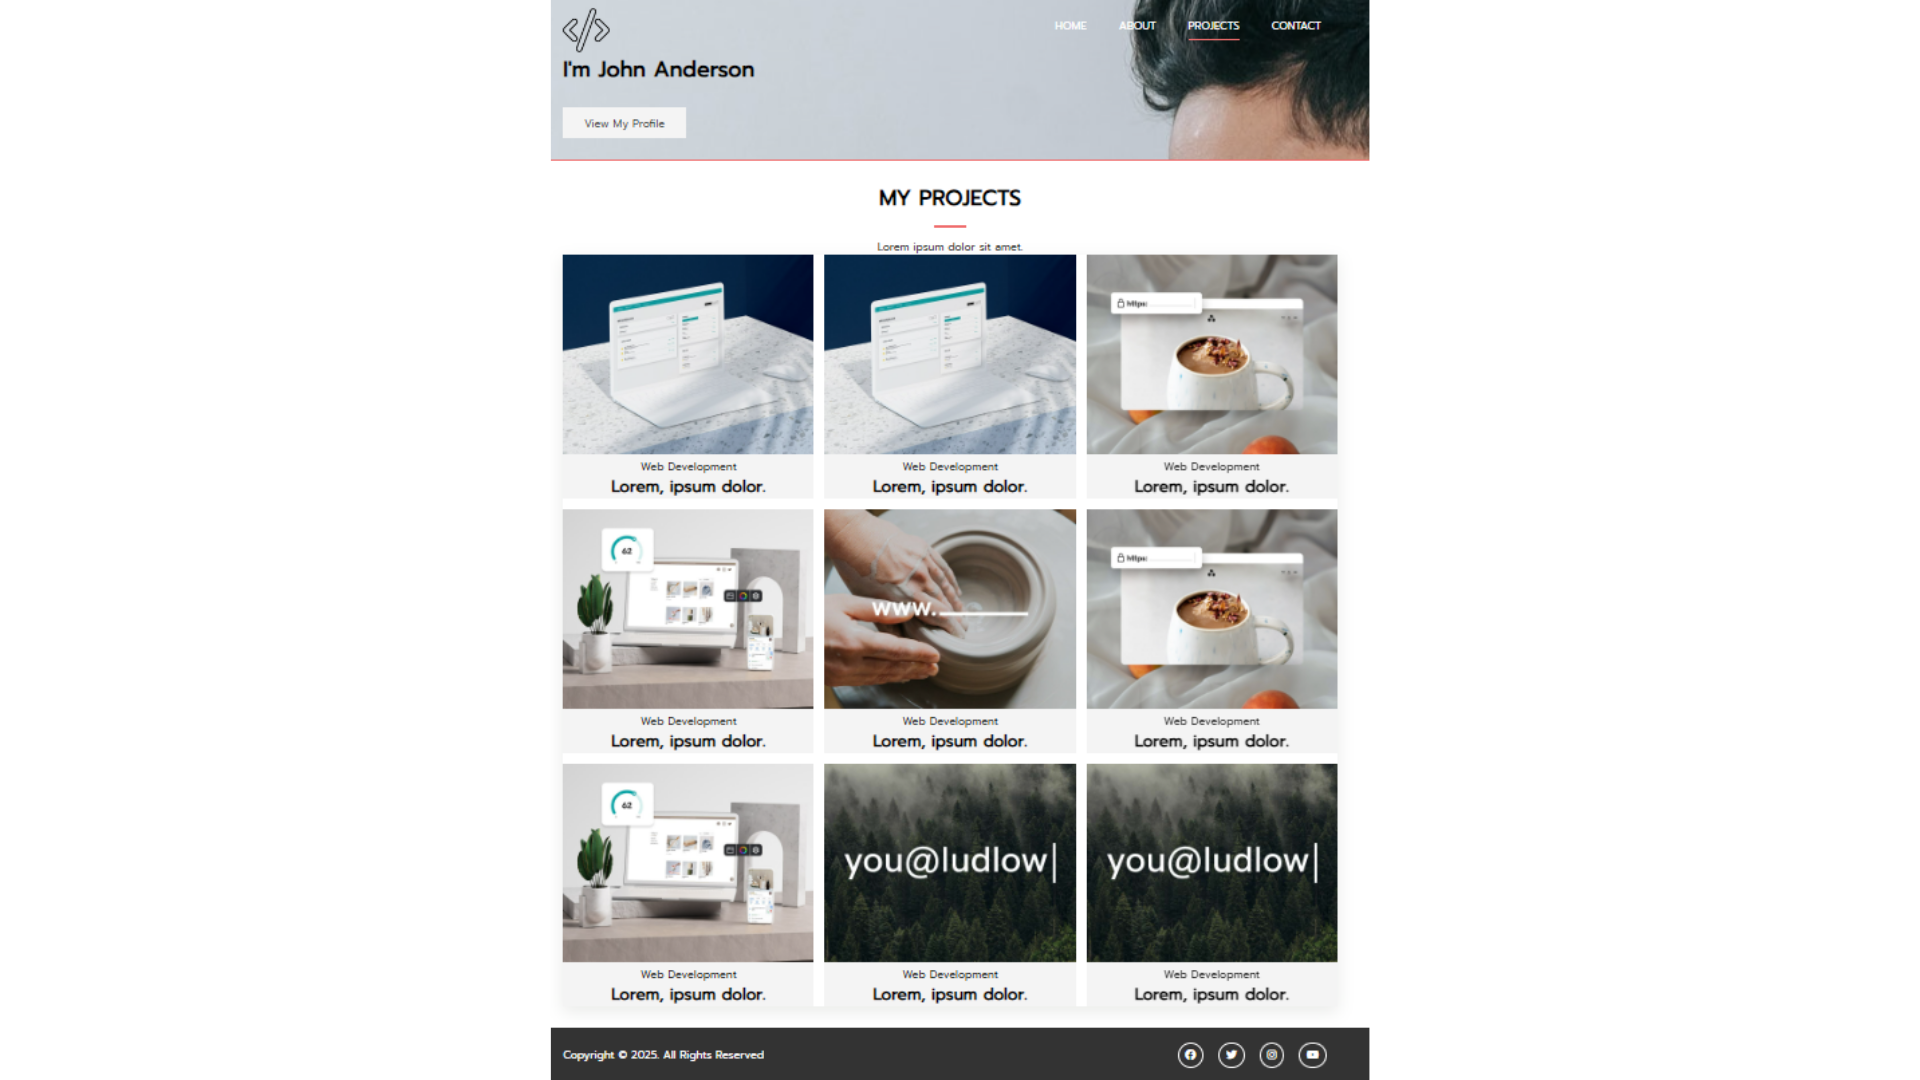 HOME ABOUT PROJECTS CONTACT
I'm John Anderson
View My Profile
MY PROJECTS
Lorem ipsum dolor sit amet.
https:
Web Development
Lorem, ipsum dolor.
Web Development
Lorem, ipsum dolor.
Web Development
Lorem, ipsum dolor.
62
www.
https:
Web Development
Lorem, ipsum dolor.
Web Development
Lorem, ipsum dolor.
Web Development
Lorem, ipsum dolor.
62
you@ludlow|
you@ludlow|
Web Development
Lorem, ipsum dolor.
Web Development
Lorem, ipsum dolor.
Web Development
Lorem, ipsum dolor.
Copyright © 2025. All Rights Reserved